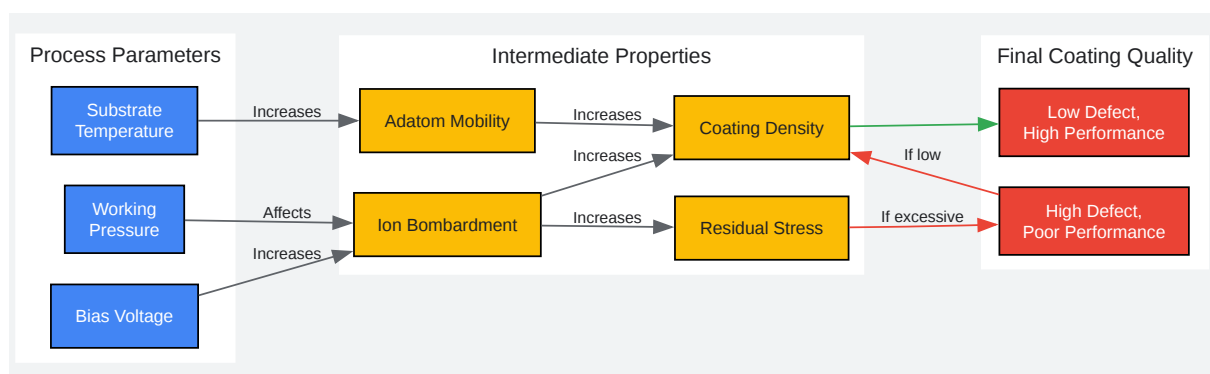 Process Parameters
Substrate
Temperature
Working
Pressure
Bias Voltage
Increases
Affects
Increases
Intermediate Properties
Adatom Mobility
Ion Bombardment
Increases
Increases
Increases
Coating Density
Residual Stress
If low
If excessive
Final Coating Quality
Low Defect,
High Performance
High Defect,
Poor Performance